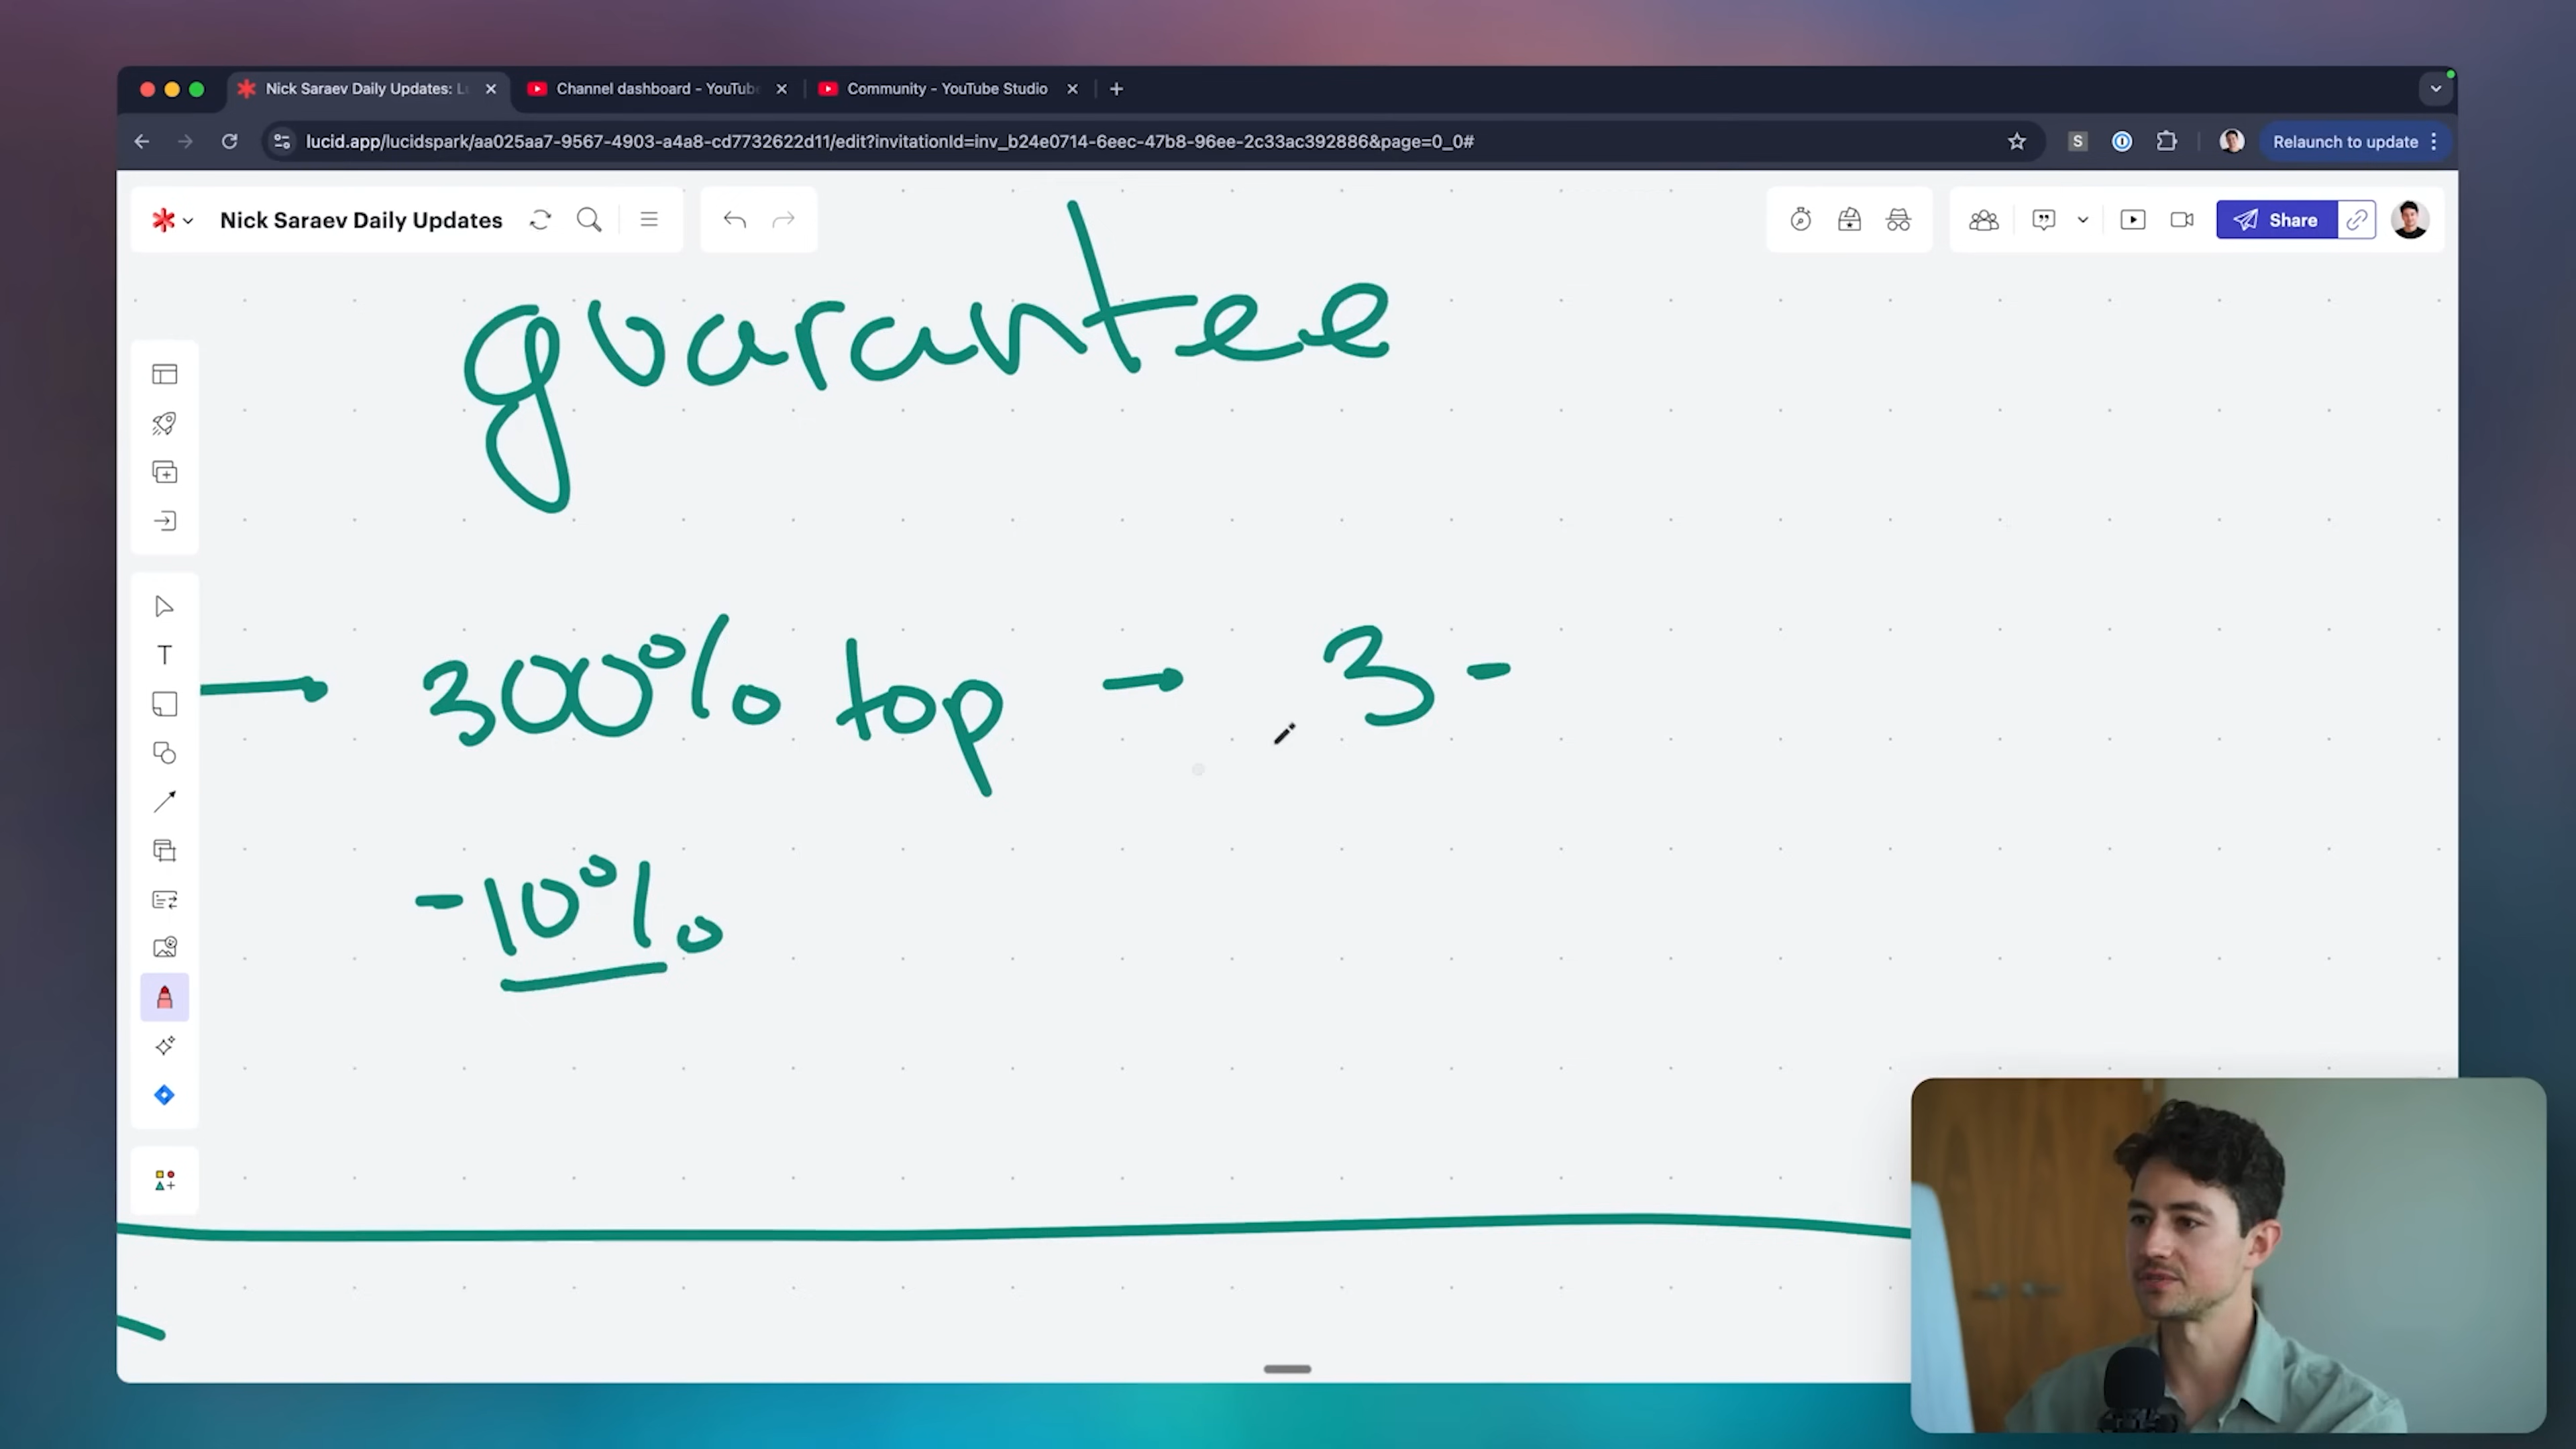 Nick Saraev Daily Updates: L
Channel dashboard - YouTub
Community - YouTube Studio
lucid.app/lucidspark/aa025aa7-9567-4903-a4a8-cd7732622d11/edit?invitationId=inv_b24e0714-6eec-47b8-96ee-2c33ac392886&page=0_0#
S
Relaunch to update
Nick Saraev Daily Updates
Share
guarantee
T
300% top → 3 -
-10%